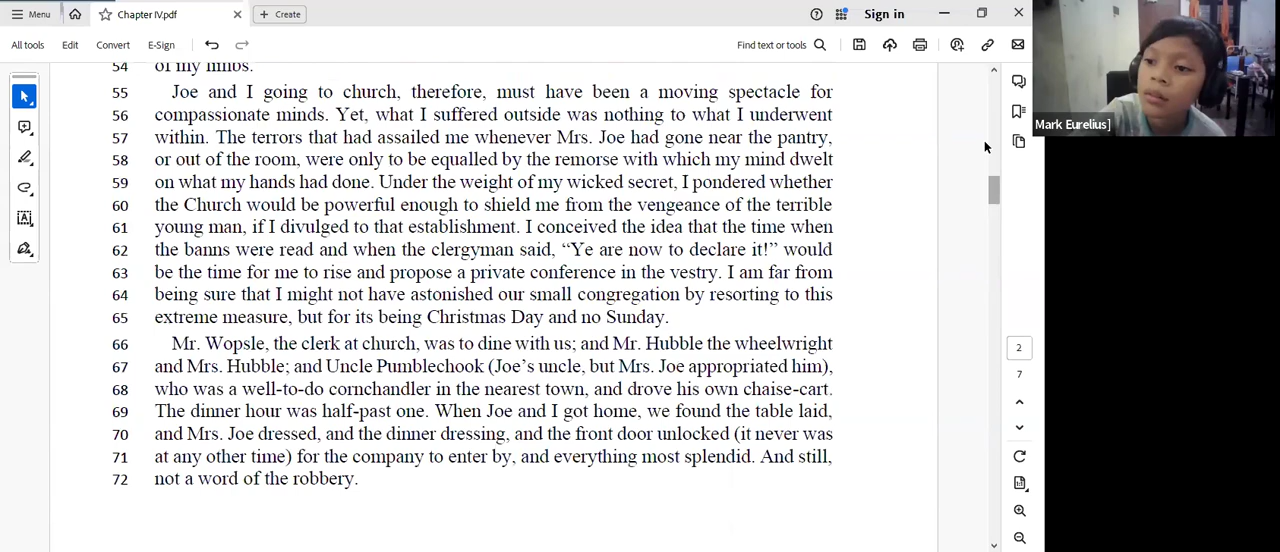 Menu
Chapter IV.pdf
Create
Sign in
All tools
Edit
Convert
E-Sign
Find text or tools
Mark Eurelius]
54 of my limbs.
55 Joe and I going to church, therefore, must have been a moving spectacle for
56 compassionate minds. Yet, what I suffered outside was nothing to what I underwent
57 within. The terrors that had assailed me whenever Mrs. Joe had gone near the pantry,
58 or out of the room, were only to be equalled by the remorse with which my mind dwelt
59 on what my hands had done. Under the weight of my wicked secret, I pondered whether
60 the Church would be powerful enough to shield me from the vengeance of the terrible
61 young man, if I divulged to that establishment. I conceived the idea that the time when
62 the banns were read and when the clergyman said, “Ye are now to declare it!” would
63 be the time for me to rise and propose a private conference in the vestry. I am far from
64 being sure that I might not have astonished our small congregation by resorting to this
65 extreme measure, but for its being Christmas Day and no Sunday.
66 Mr. Wopsle, the clerk at church, was to dine with us; and Mr. Hubble the wheelwright
67 and Mrs. Hubble; and Uncle Pumblechook (Joe’s uncle, but Mrs. Joe appropriated him),
68 who was a well-to-do cornchandler in the nearest town, and drove his own chaise-cart.
69 The dinner hour was half-past one. When Joe and I got home, we found the table laid,
70 and Mrs. Joe dressed, and the dinner dressing, and the front door unlocked (it never was
71 at any other time) for the company to enter by, and everything most splendid. And still,
72 not a word of the robbery.
2
7